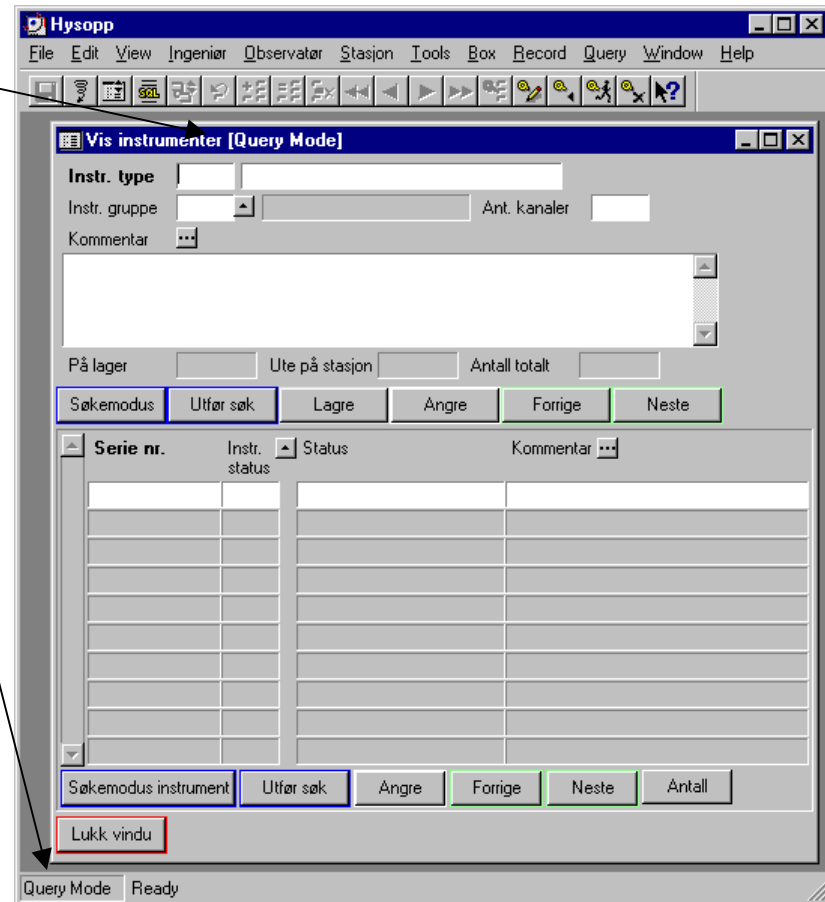 Hysopp
File Edit View Ingeniør Observatør Stasjon Tools Box Record Query Window Help
SQL
Vis instrumenter [Query Mode]
Instr. type
Instr. gruppe Ant. kanaler
Kommentar ...
På lager Ute på stasjon Antall totalt
Søkemodus Utfør søk Lagre Angre Forrige Neste
Serie nr. Instr. status Status Kommentar ...
Søkemodus instrument Utfør søk Angre Forrige Neste Antall
Lukk vindu
Query Mode Ready